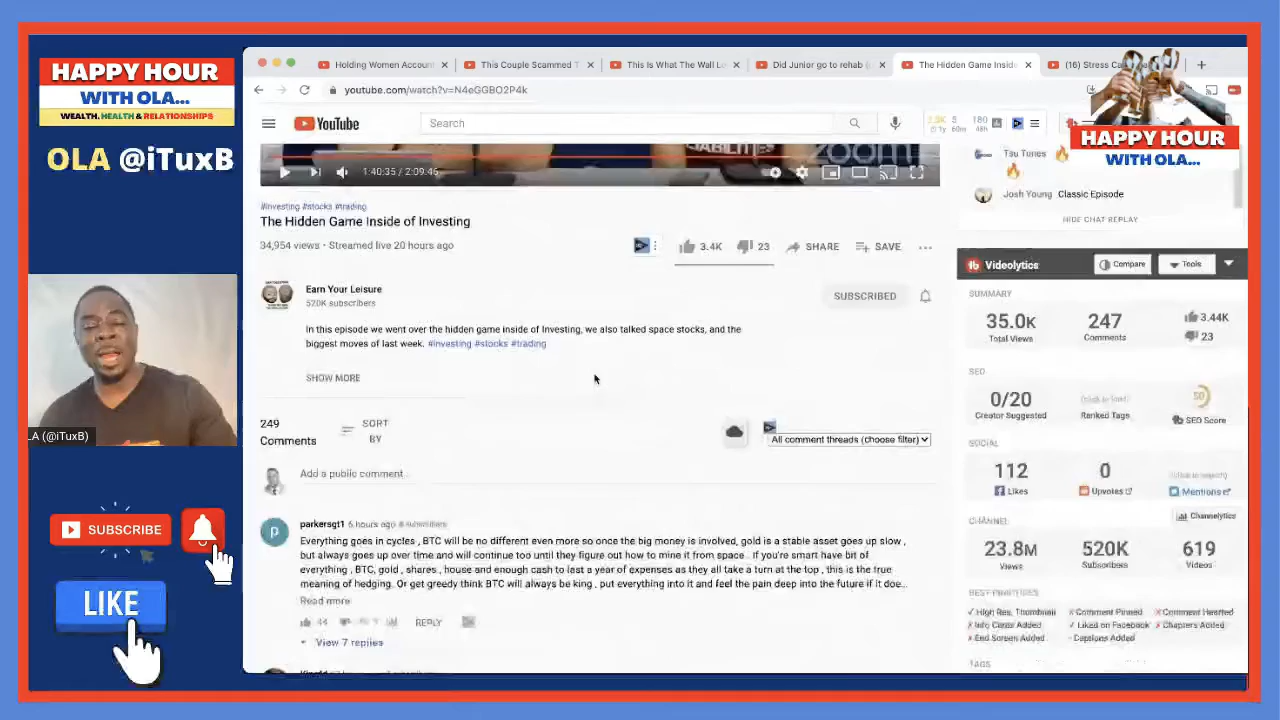 HAPPY HOUR
WITH OLA...
WEALTH, HEALTH & RELATIONSHIPS
OLA @iTuxB
LA (@iTuxB)
SUBSCRIBE
LIKE
Holding Women Accoun
This Couple Scammed T
This Is What The Wall
Did Junior go to rehab
The Hidden Game Inside
(16) Stress
youtube.com/watch?v=N4eGGBO2P4k
YouTube
Search
HAPPY HOUR
WITH OLA...
zoom
1:40:35 / 2:09:46
#investing #stocks #trading
The Hidden Game Inside of Investing
34,954 views • Streamed live 20 hours ago
3.4K
23
SHARE
SAVE
Earn Your Leisure
520K subscribers
SUBSCRIBED
In this episode we went over the hidden game inside of Investing, we also talked space stocks, and the
biggest moves of last week. #investing #stocks #trading
SHOW MORE
249
Comments
SORT
BY
All comment threads (choose filter)
Add a public comment...
parkersgt1 6 hours ago
Everything goes in cycles , BTC will be no different even more so once the big money is involved, gold is a stable asset goes up slow ,
but always goes up over time and will continue too until they figure out how to mine it from space . If you're smart have bit of
everything , BTC, gold , shares , house and enough cash to last a year of expenses as they all take a turn at the top , this is the true
meaning of hedging. Or get greedy think BTC will always be king , put everything into it and feel the pain deep into the future if it doe...
Read more
44
REPLY
View 7 replies
Tsu Tunes
Josh Young Classic Episode
HIDE CHAT REPLAY
Videolytics
Compare
Tools
SUMMARY
35.0K
Total Views
247
Comments
3.44K
23
SEO
0/20
Creator Suggested
Ranked Tags
50
SEO Score
SOCIAL
112
Likes
0
Upvotes
Mentions
CHANNEL
Channelytics
23.8M
Views
520K
Subscribers
619
Videos
BEST PRACTICES
High Res. Thumbnail
Comment Pinned
Comment Hearted
Info Cards Added
Liked on Facebook
Chapters Added
End Screen Added
Captions Added
TAGS